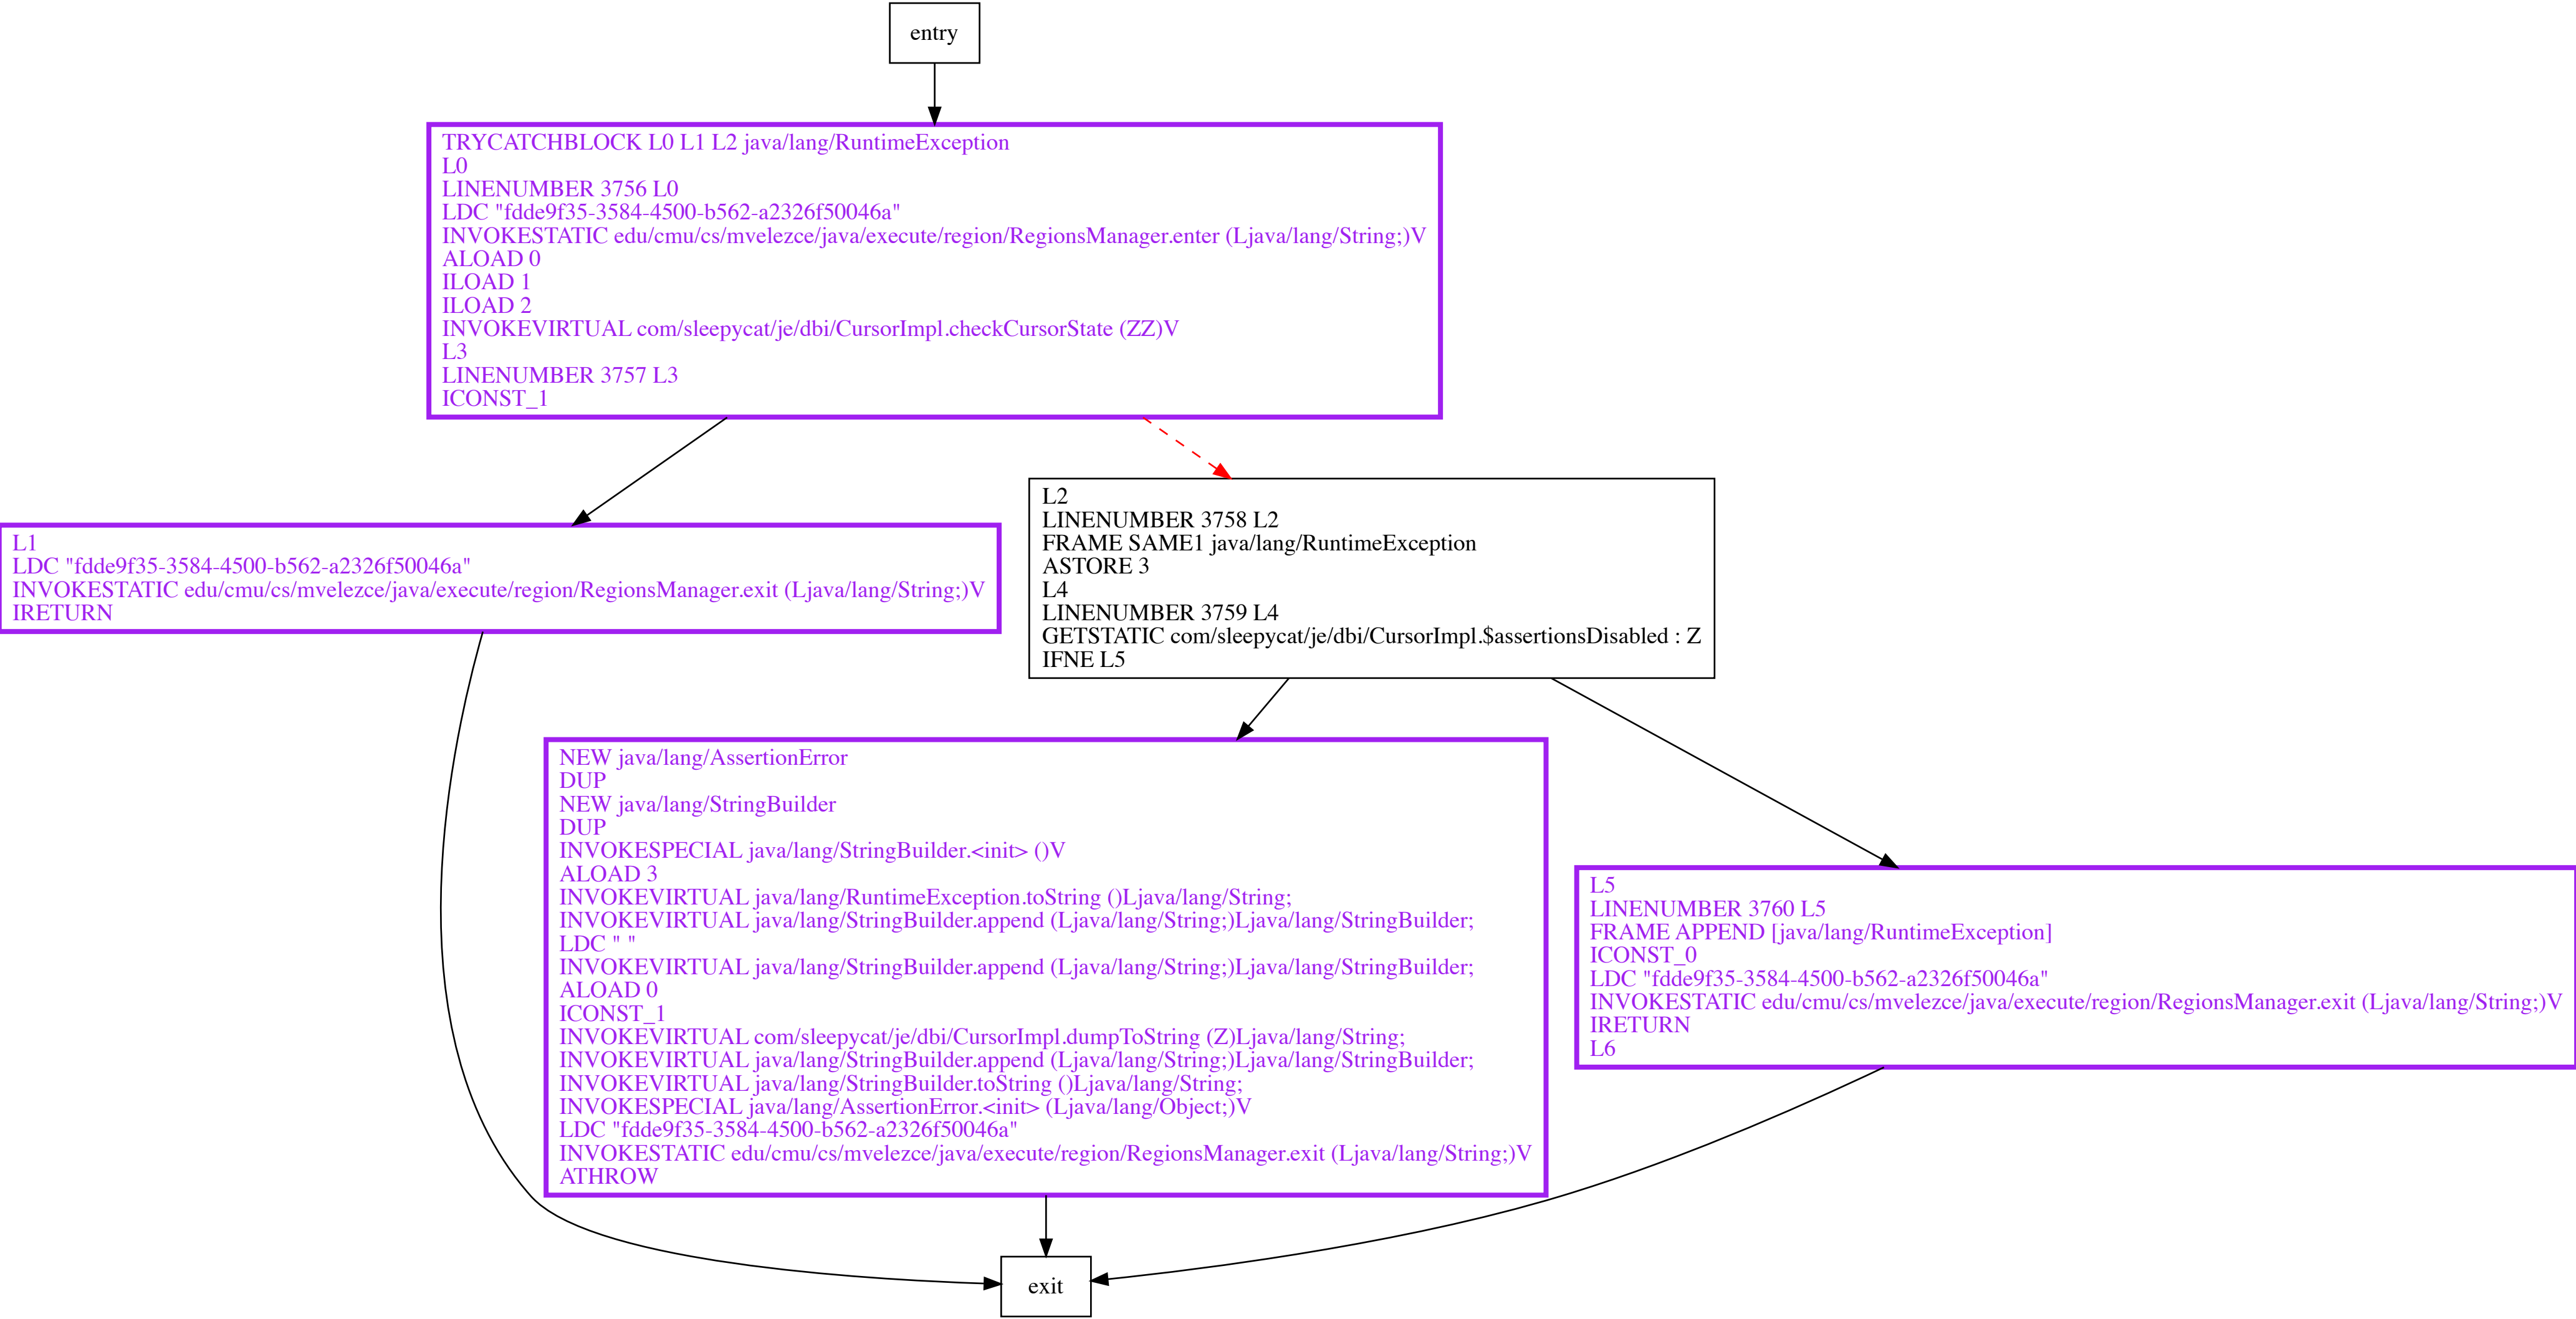 entry
TRYCATCHBLOCK L0 L1 L2 java/lang/RuntimeException
L0
LINENUMBER 3756 L0
LDC "fdde9f35-3584-4500-b562-a2326f50046a"
INVOKESTATIC edu/cmu/cs/mvelezce/java/execute/region/RegionsManager.enter (Ljava/lang/String;)V
ALOAD 0
ILOAD 1
ILOAD 2
INVOKEVIRTUAL com/sleepycat/je/dbi/CursorImpl.checkCursorState (ZZ)V
L3
LINENUMBER 3757 L3
ICONST_1
L1
LDC "fdde9f35-3584-4500-b562-a2326f50046a"
INVOKESTATIC edu/cmu/cs/mvelezce/java/execute/region/RegionsManager.exit (Ljava/lang/String;)V
IRETURN
L2
LINENUMBER 3758 L2
FRAME SAME1 java/lang/RuntimeException
ASTORE 3
L4
LINENUMBER 3759 L4
GETSTATIC com/sleepycat/je/dbi/CursorImpl.$assertionsDisabled : Z
IFNE L5
NEW java/lang/AssertionError
DUP
NEW java/lang/StringBuilder
DUP
INVOKESPECIAL java/lang/StringBuilder.<init> ()V
ALOAD 3
INVOKEVIRTUAL java/lang/RuntimeException.toString ()Ljava/lang/String;
INVOKEVIRTUAL java/lang/StringBuilder.append (Ljava/lang/String;)Ljava/lang/StringBuilder;
LDC " "
INVOKEVIRTUAL java/lang/StringBuilder.append (Ljava/lang/String;)Ljava/lang/StringBuilder;
ALOAD 0
ICONST_1
INVOKEVIRTUAL com/sleepycat/je/dbi/CursorImpl.dumpToString (Z)Ljava/lang/String;
INVOKEVIRTUAL java/lang/StringBuilder.append (Ljava/lang/String;)Ljava/lang/StringBuilder;
INVOKEVIRTUAL java/lang/StringBuilder.toString ()Ljava/lang/String;
INVOKESPECIAL java/lang/AssertionError.<init> (Ljava/lang/Object;)V
LDC "fdde9f35-3584-4500-b562-a2326f50046a"
INVOKESTATIC edu/cmu/cs/mvelezce/java/execute/region/RegionsManager.exit (Ljava/lang/String;)V
ATHROW
L5
LINENUMBER 3760 L5
FRAME APPEND [java/lang/RuntimeException]
ICONST_0
LDC "fdde9f35-3584-4500-b562-a2326f50046a"
INVOKESTATIC edu/cmu/cs/mvelezce/java/execute/region/RegionsManager.exit (Ljava/lang/String;)V
IRETURN
L6
exit